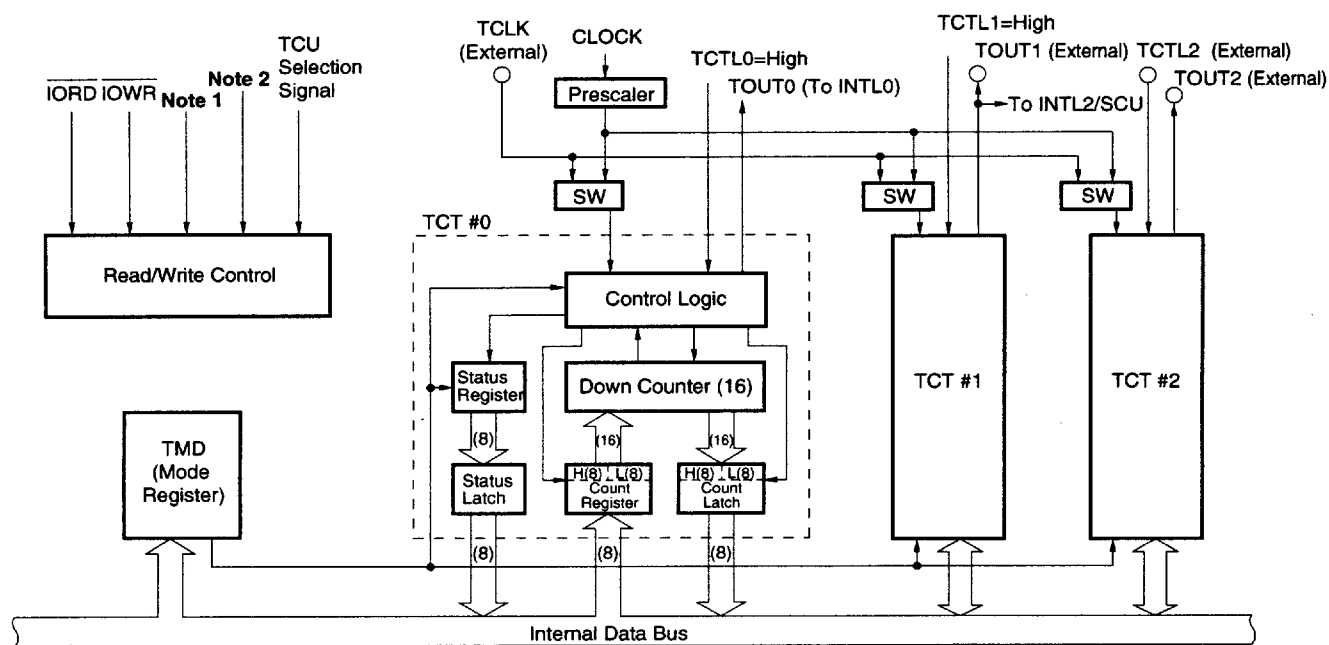 IORD IOWR
Note 1
Note 2
TCU
Selection
Signal
TCLK
(External)
CLOCK
Prescaler
TCTL0=High
TOUT0 (To INTL0)
TCTL1=High
TOUT1 (External)
To INTL2/SCU
TCTL2 (External)
TOUT2 (External)
SW
SW
SW
Read/Write Control
TCT #0
Control Logic
Status
Register
Down Counter (16)
(8)
(16)
(16)
Status
Latch
H(8) L(8)
Count
Register
H(8) L(8)
Count
Latch
TCT #1
TCT #2
TMD
(Mode
Register)
(8)
(8)
(8)
Internal Data Bus